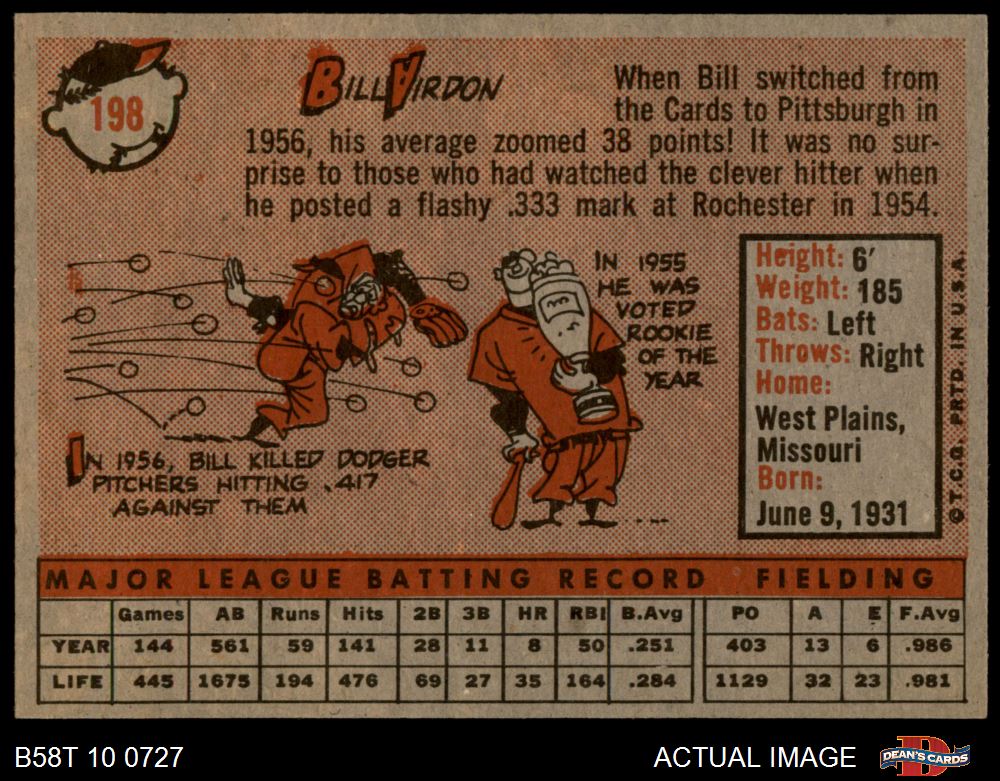 198
BILL VIRDON
When Bill switched from
the Cards to Pittsburgh in
1956, his average zoomed 38 points! It was no sur-
prise to those who had watched the clever hitter when
he posted a flashy .333 mark at Rochester in 1954.
IN 1956, BILL KILLED DODGER
PITCHERS HITTING .417
AGAINST THEM
IN 1955
HE WAS
VOTED
ROOKIE
OF THE
YEAR
Height: 6'
Weight: 185
Bats: Left
Throws: Right
Home:
West Plains,
Missouri
Born:
June 9, 1931
© T.C.G. PRTD. IN U.S.A.
MAJOR LEAGUE BATTING RECORD FIELDING
Games AB Runs Hits 2B 3B HR RBI B.Avg PO A E F.Avg
YEAR 144 561 59 141 28 11 8 50 .251 403 13 6 .986
LIFE 445 1675 194 476 69 27 35 164 .284 1129 32 23 .981
B58T 10 0727
ACTUAL IMAGE
D
DEAN'S CARDS